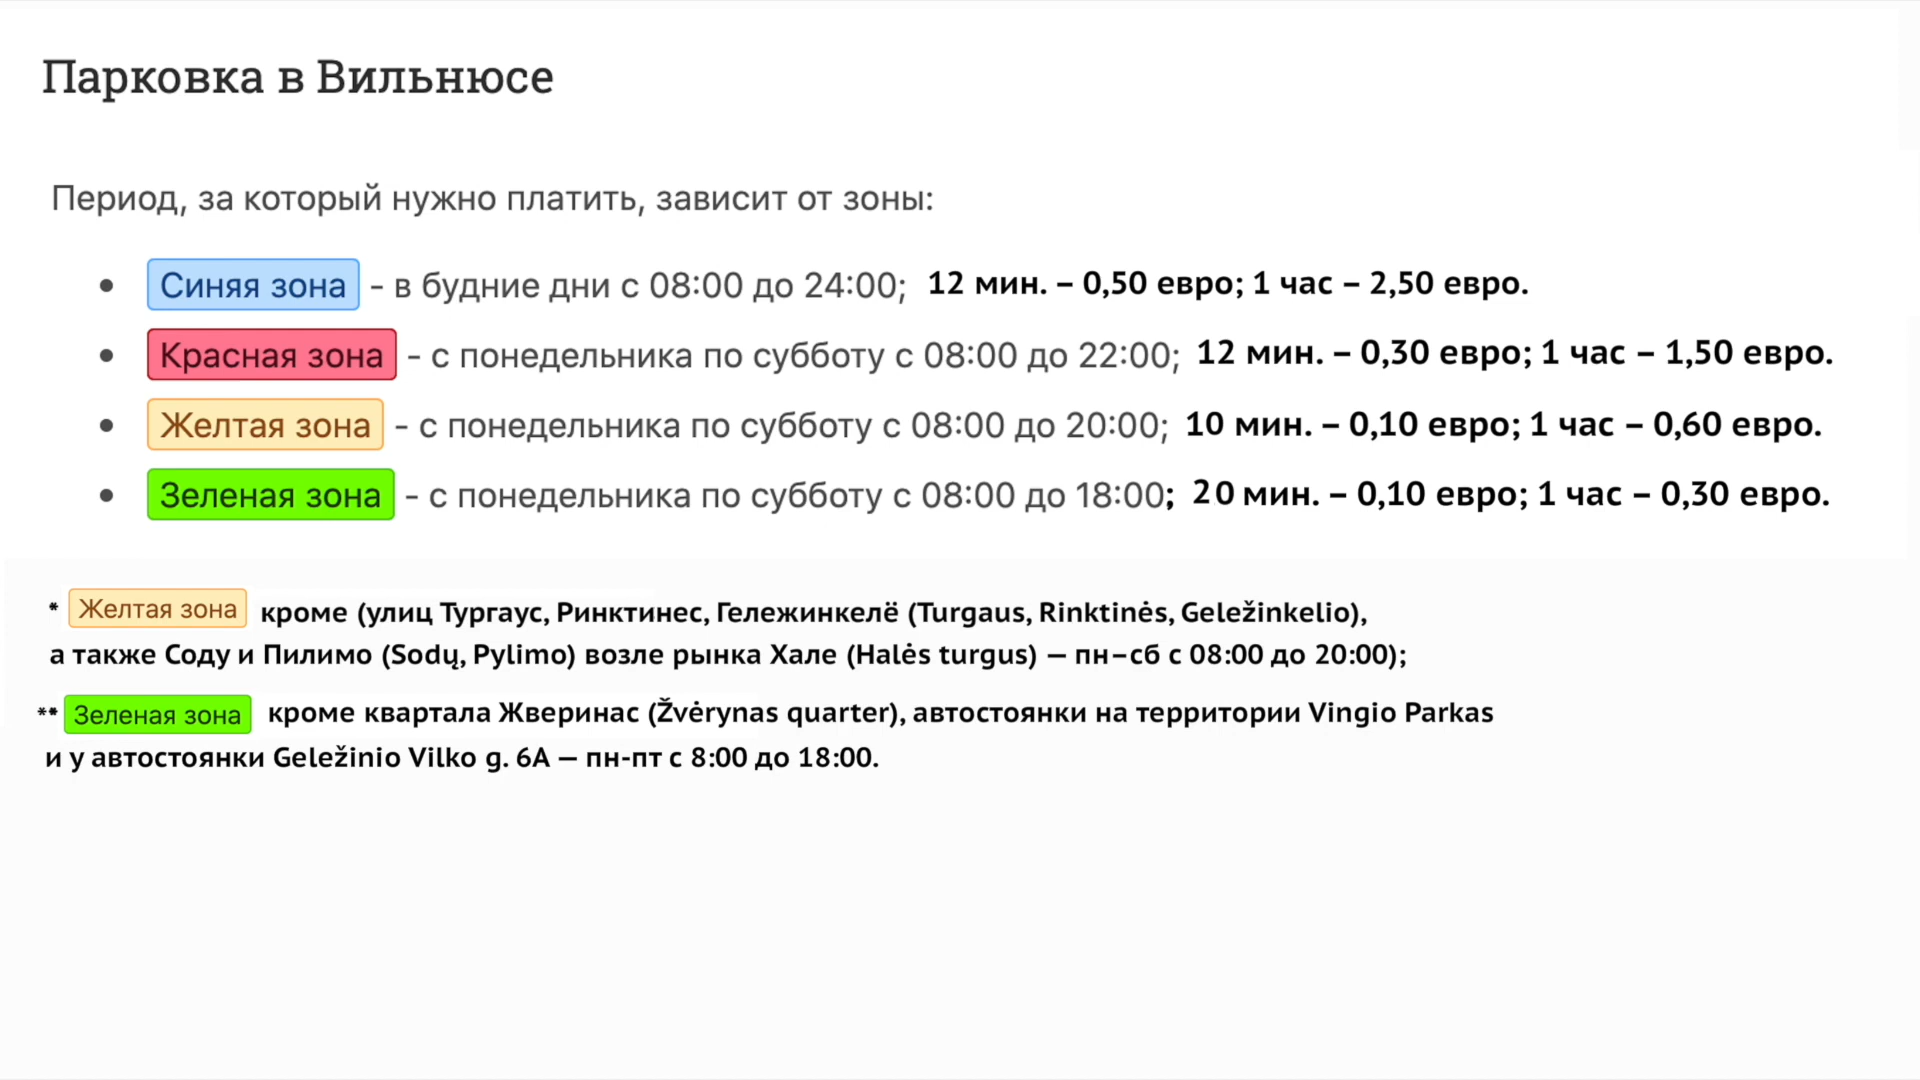 Парковка в Вильнюсе
Период, за который нужно платить, зависит от зоны:
• Синяя зона - в будние дни с 08:00 до 24:00; 12 мин. – 0,50 евро; 1 час – 2,50 евро.
• Красная зона - с понедельника по субботу с 08:00 до 22:00; 12 мин. – 0,30 евро; 1 час – 1,50 евро.
• Желтая зона - с понедельника по субботу с 08:00 до 20:00; 10 мин. – 0,10 евро; 1 час – 0,60 евро.
• Зеленая зона - с понедельника по субботу с 08:00 до 18:00; 20 мин. – 0,10 евро; 1 час – 0,30 евро.
* Желтая зона кроме (улиц Тургаус, Ринктинес, Гележинкелё (Turgaus, Rinktinės, Geležinkelio),
а также Соду и Пилимо (Sodų, Pylimo) возле рынка Хале (Halės turgus) — пн–сб с 08:00 до 20:00);
** Зеленая зона кроме квартала Жверинас (Žvėrynas quarter), автостоянки на территории Vingio Parkas
и у автостоянки Geležinio Vilko g. 6A — пн-пт с 8:00 до 18:00.